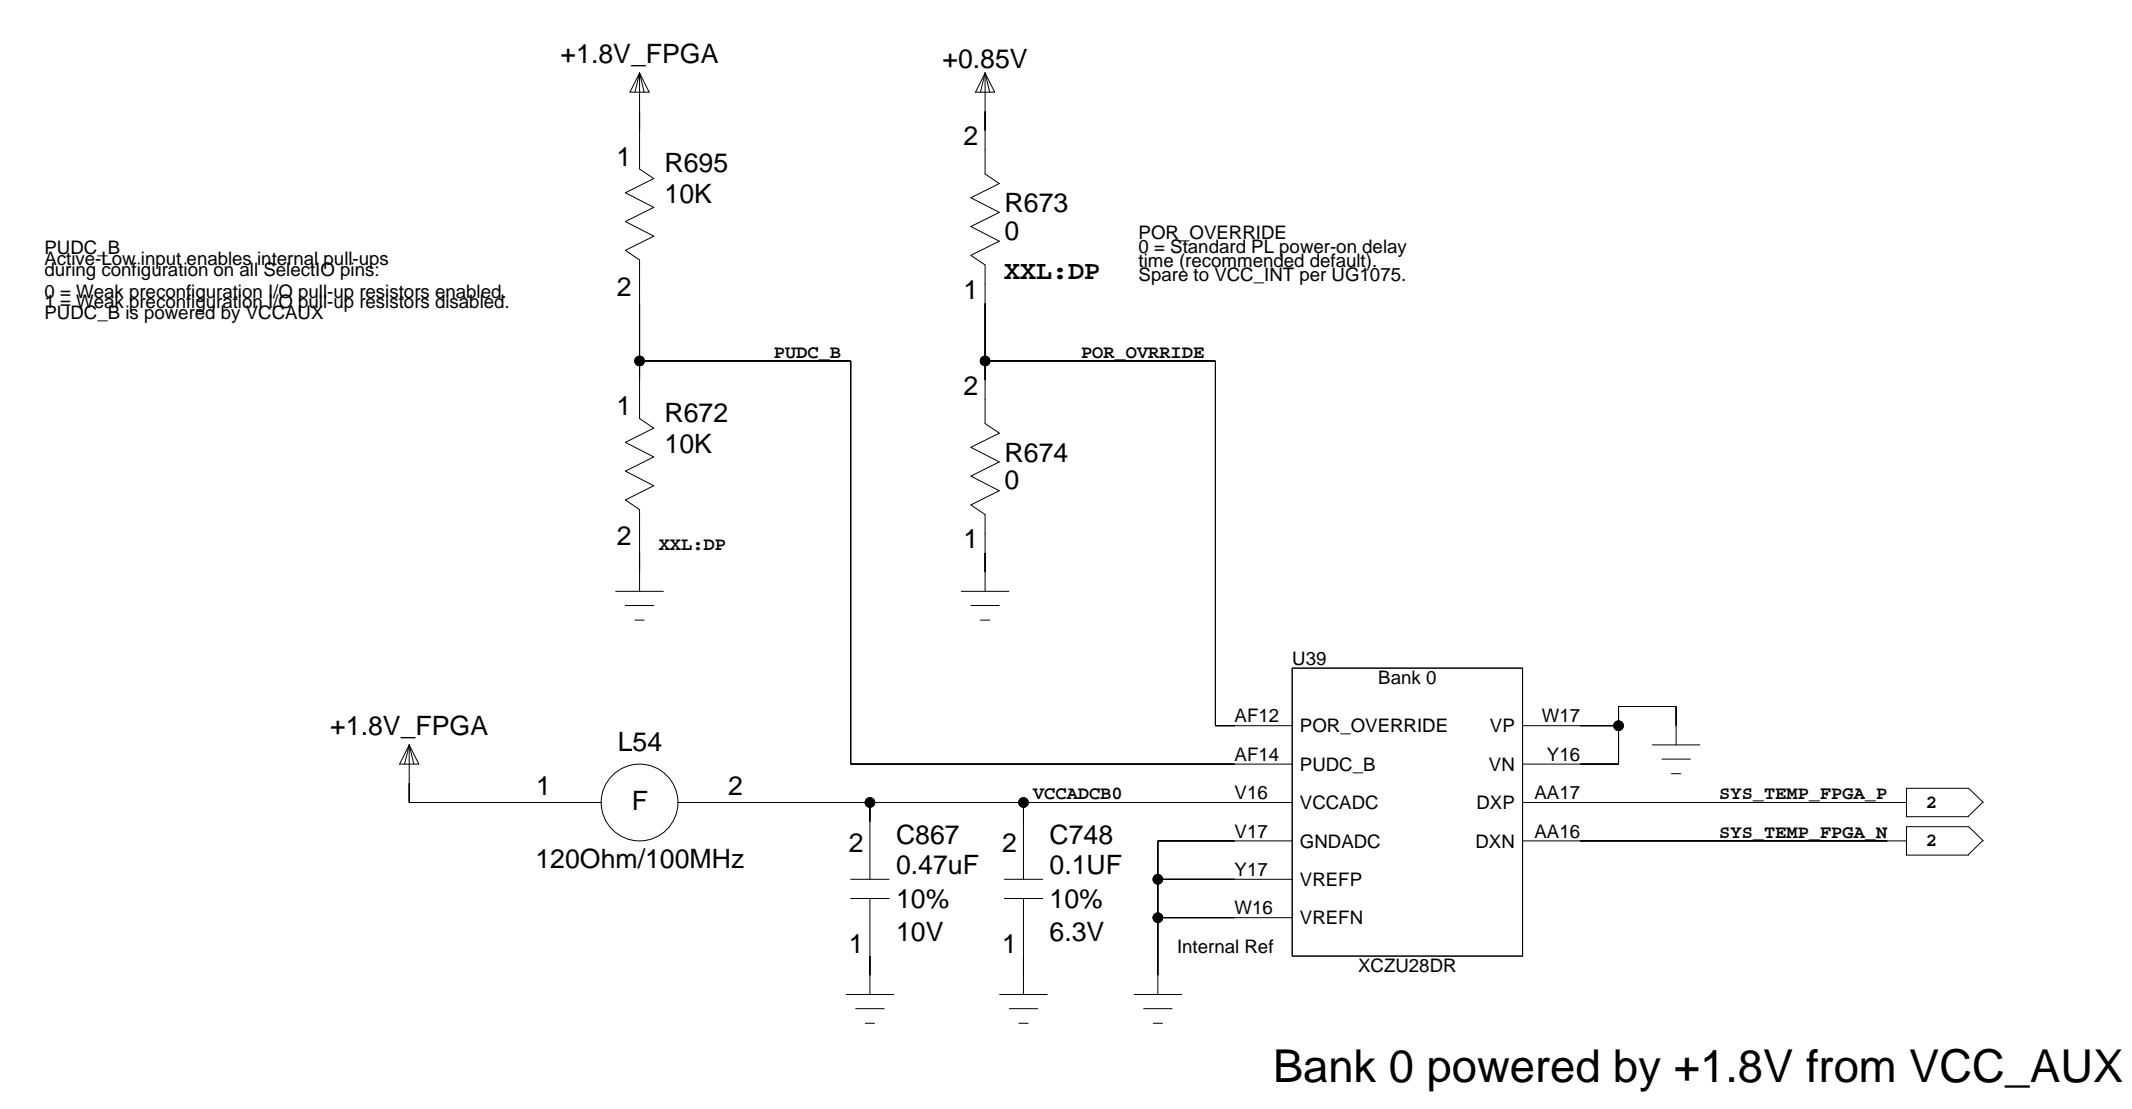 +1.8V_FPGA
+0.85V
1
R695
10K
2
2
R673
0
XXL:DP
1
PUDC_B
Active-Low input enables internal pull-ups
during configuration on all SelectIO pins:
0 = Weak preconfiguration I/O pull-up resistors enabled.
1 = Weak preconfiguration I/O pull-up resistors disabled.
PUDC_B is powered by VCCAUX
POR_OVERRIDE
0 = Standard PL power-on delay
time (recommended default).
Spare to VCC_INT per UG1075.
PUDC_B
POR_OVRRIDE
1
R672
10K
2
XXL:DP
2
R674
0
1
+1.8V_FPGA
L54
1
F
2
120Ohm/100MHz
VCCADCB0
2
C867
0.47uF
10%
10V
1
2
C748
0.1UF
10%
6.3V
1
U39
Bank 0
AF12
POR_OVERRIDE
VP
W17
AF14
PUDC_B
VN
Y16
V16
VCCADC
DXP
AA17
SYS_TEMP_FPGA_P
2
V17
GNDADC
DXN
AA16
SYS_TEMP_FPGA_N
2
Y17
VREFP
W16
VREFN
Internal Ref
XCZU28DR
Bank 0 powered by +1.8V from VCC_AUX